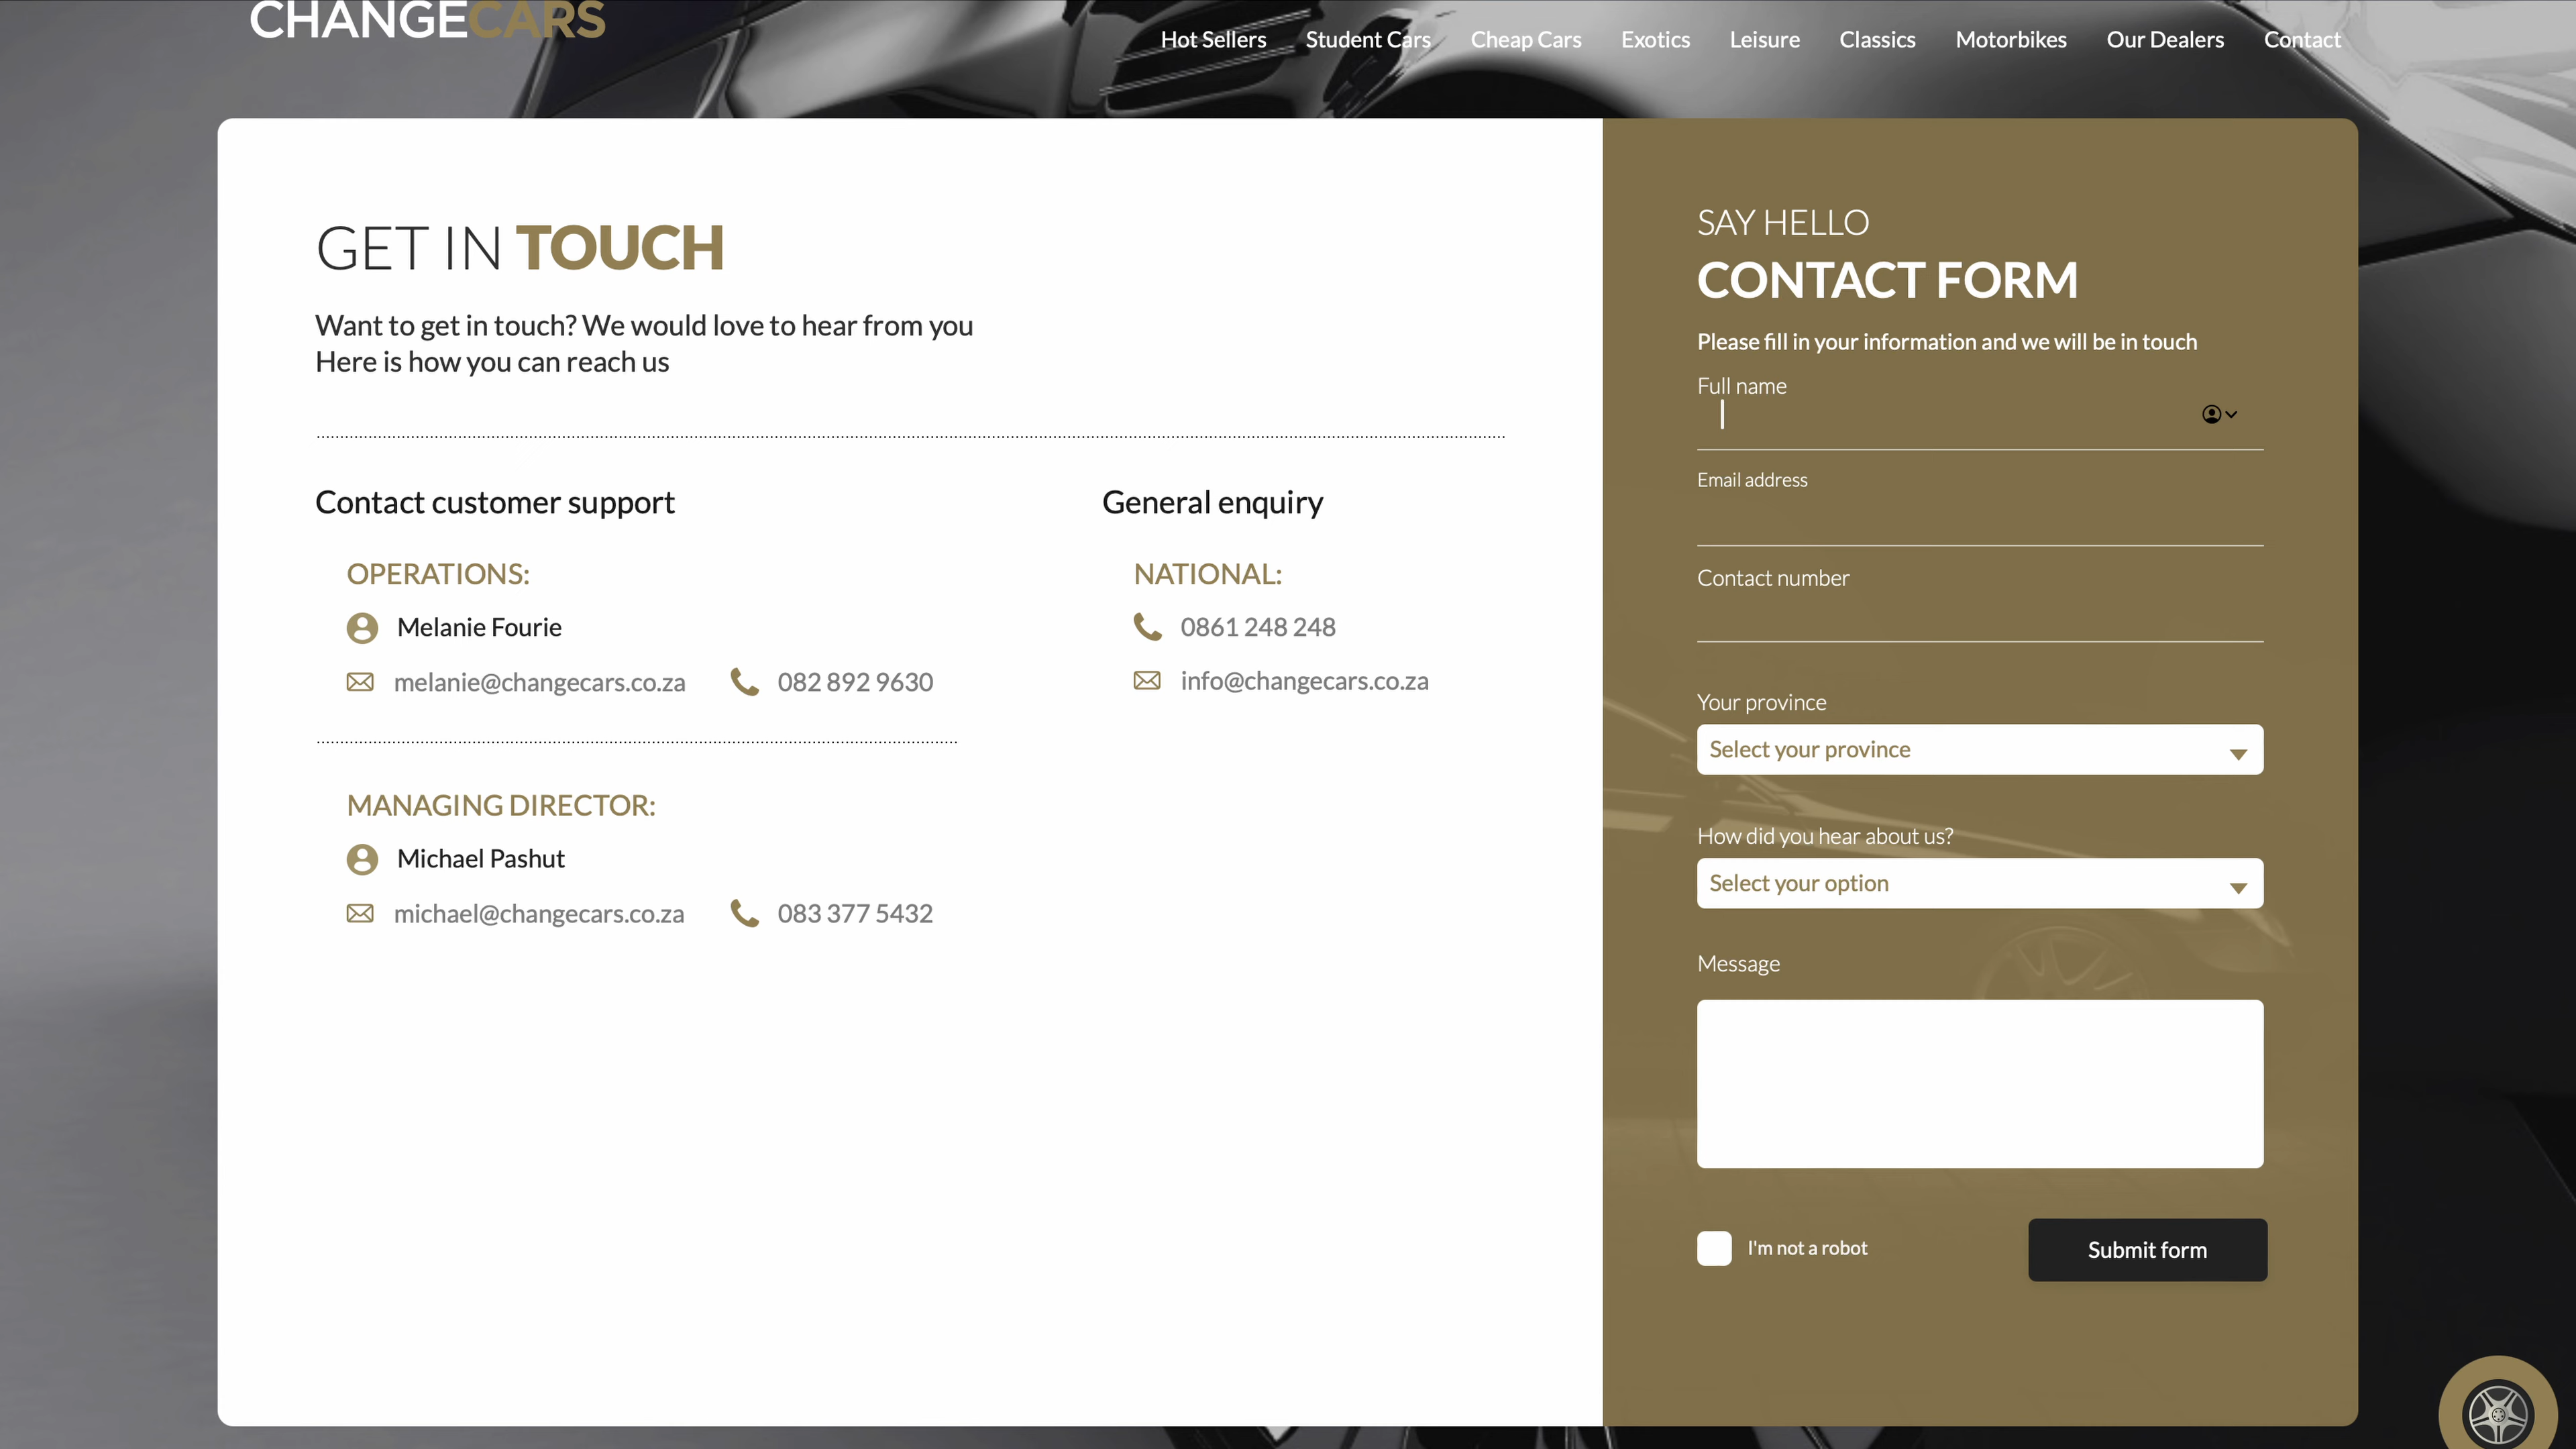 CHANGECARS
Hot Sellers Student Cars Cheap Cars Exotics Leisure Classics Motorbikes Our Dealers Contact
GET IN TOUCH
Want to get in touch? We would love to hear from you
Here is how you can reach us
Contact customer support
OPERATIONS:
Melanie Fourie
melanie@changecars.co.za 082 892 9630
MANAGING DIRECTOR:
Michael Pashut
michael@changecars.co.za 083 377 5432
General enquiry
NATIONAL:
0861 248 248
info@changecars.co.za
SAY HELLO
CONTACT FORM
Please fill in your information and we will be in touch
Full name
Email address
Contact number
Your province
Select your province
How did you hear about us?
Select your option
Message
I'm not a robot
Submit form